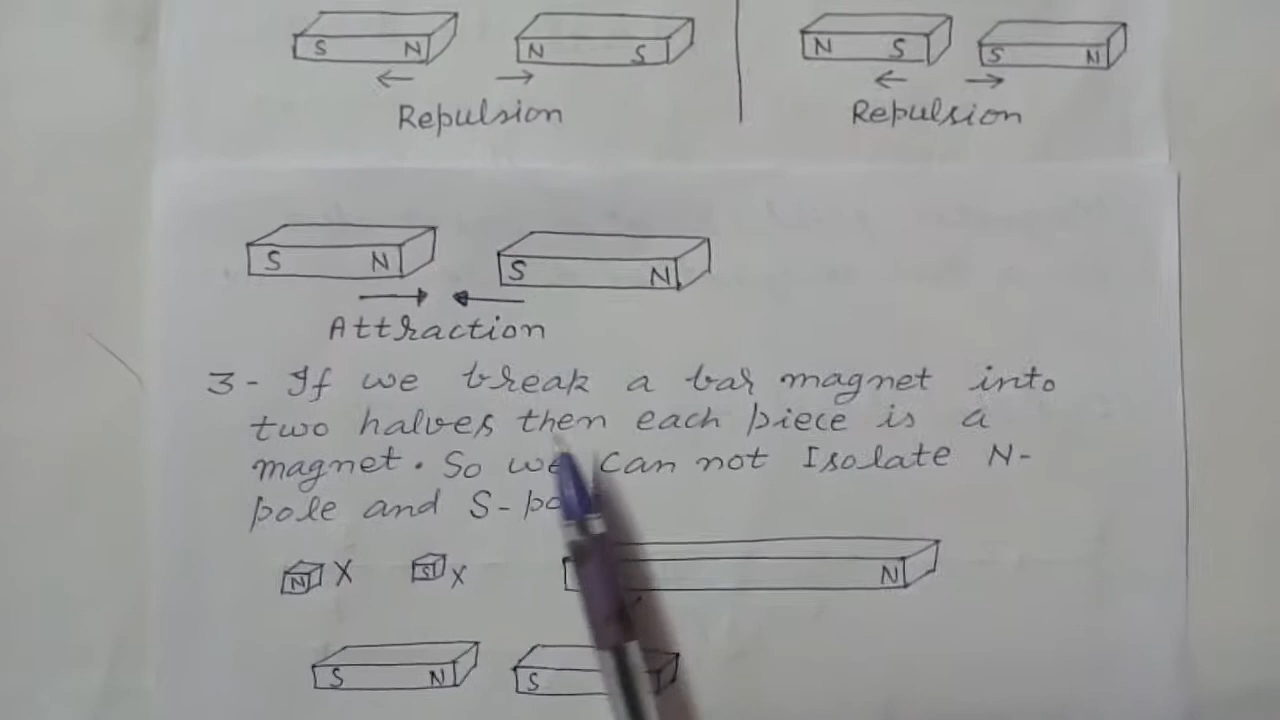 S N N S
N S S N
Repulsion
Repulsion
S N S N
Attraction
3- If we break a bar magnet into
two halves then each piece is a
magnet. So we can not Isolate N-
pole and S-
N X S X N
S N S